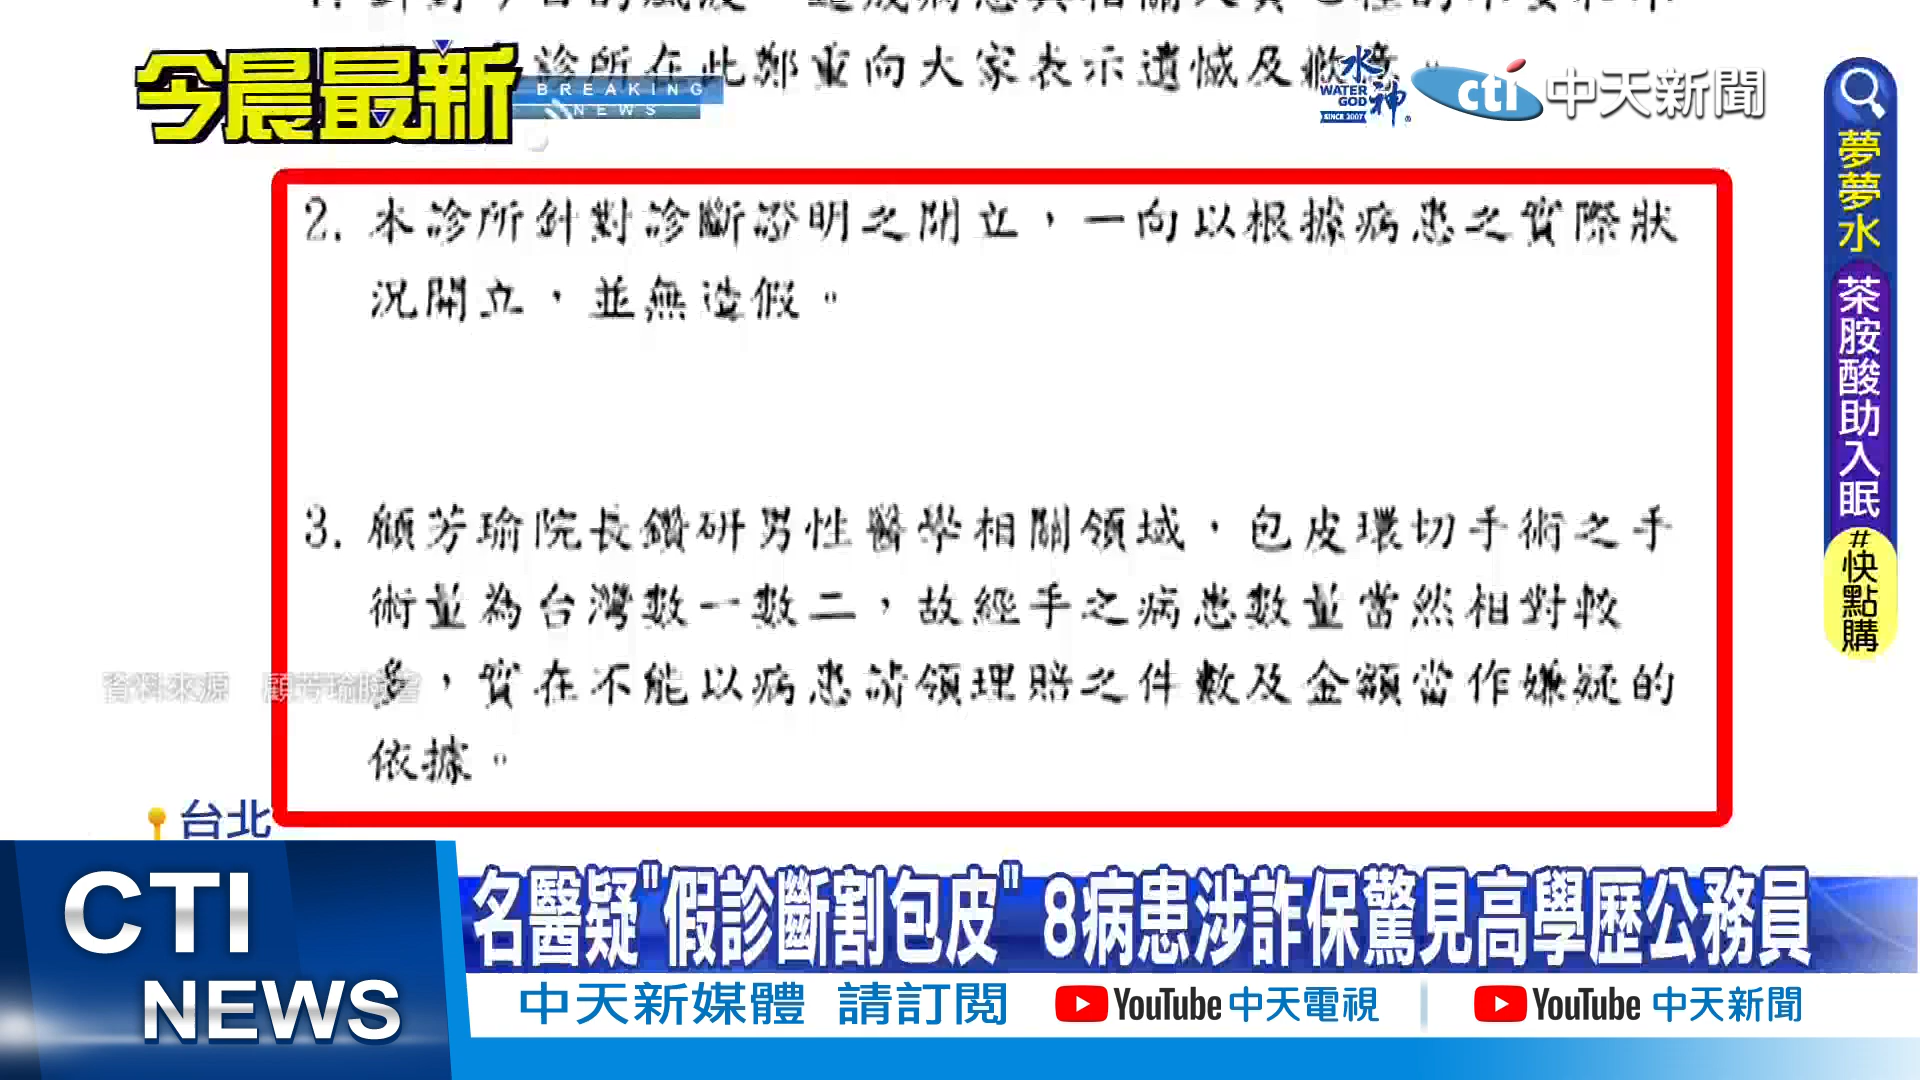 診所在此鄭重向大家表示遺憾及歉意。
今晨最新
BREAKING
NEWS
水神
WATER
GOD
SINCE 2007
cti 中天新聞
2. 本診所針對診斷證明之開立，一向以根據病患之實際狀
況開立，並無造假。
3. 顧芳瑜院長鑽研男性醫學相關領域，包皮環切手術之手
術量為台灣數一數二，故經手之病患數量當然相對較
多，實在不能以病患請領理賠之件數及金額當作嫌疑的
依據。
資料來源 顧芳瑜臉書
夢夢水
茶胺酸助入眠
#快點購
台北
CTI
NEWS
名醫疑"假診斷割包皮" 8病患涉詐保驚見高學歷公務員
中天新媒體 請訂閱 YouTube 中天電視 | YouTube 中天新聞